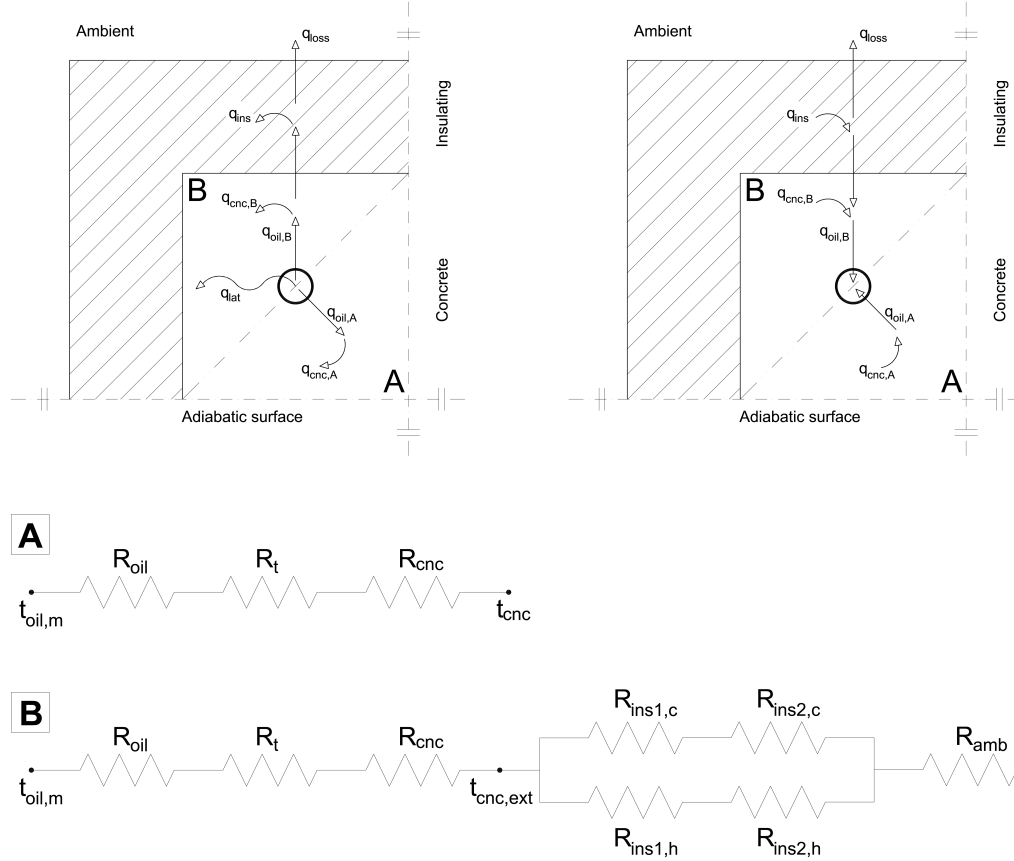 Ambient
q_loss
q_ins
Insulating
B
q_cnc,B
q_oil,B
q_lat
q_oil,A
q_cnc,A
A
Concrete
Adiabatic surface
Ambient
q_loss
q_ins
Insulating
B
q_cnc,B
q_oil,B
q_oil,A
q_cnc,A
A
Concrete
Adiabatic surface
A
R_oil R_t R_cnc
t_oil,m t_cnc
B
R_ins1,c R_ins2,c
R_oil R_t R_cnc R_amb
t_oil,m t_cnc,ext
R_ins1,h R_ins2,h